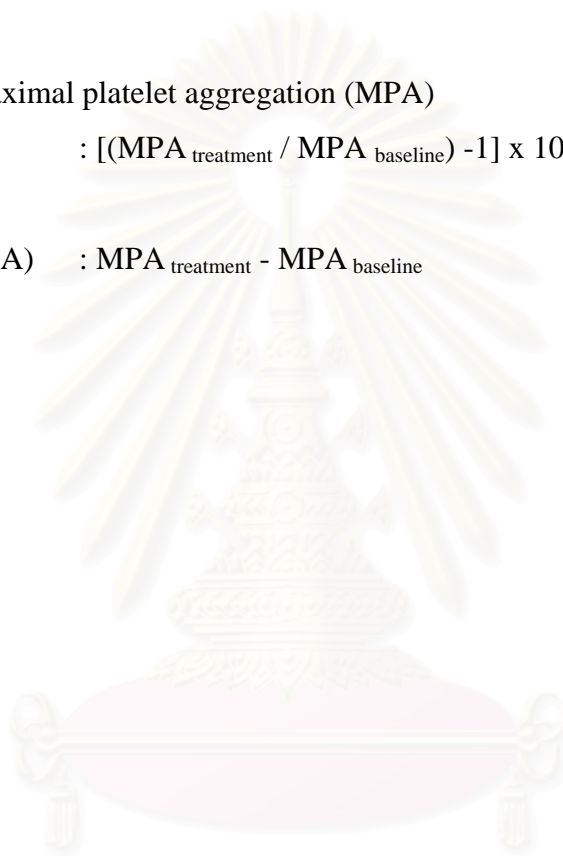 aximal platelet aggregation (MPA)
: [(MPA treatment / MPA baseline) -1] x 10
A) : MPA treatment - MPA baseline